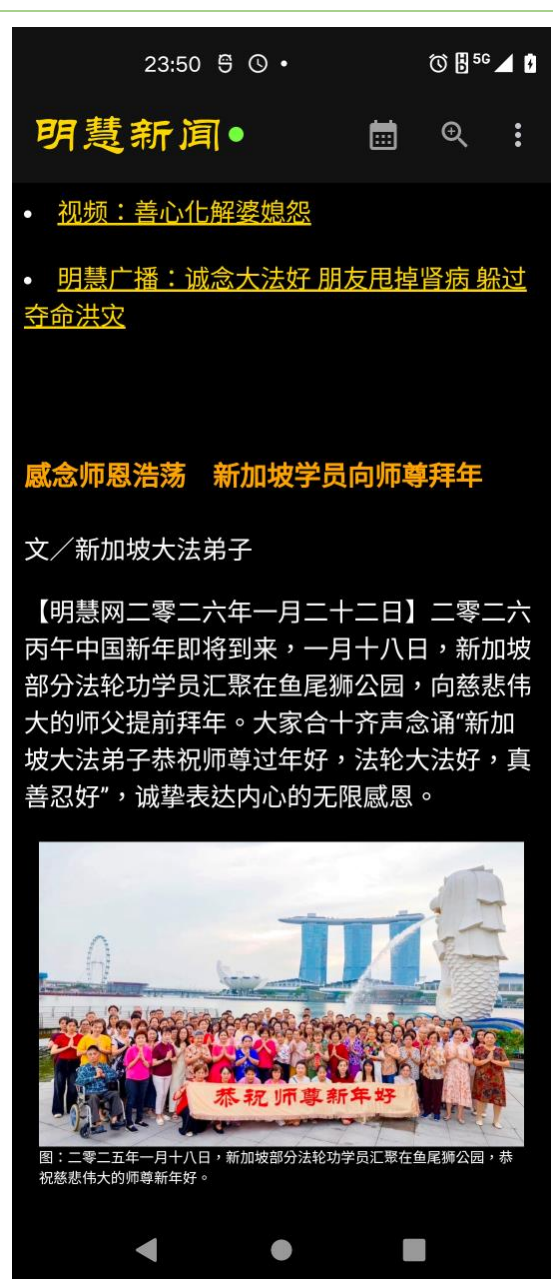 23:50
5G
明慧新闻
• 视频：善心化解婆媳怨
• 明慧广播：诚念大法好 朋友甩掉肾病 躲过
夺命洪灾
感念师恩浩荡　新加坡学员向师尊拜年
文／新加坡大法弟子
【明慧网二零二六年一月二十二日】二零二六
丙午中国新年即将到来，一月十八日，新加坡
部分法轮功学员汇聚在鱼尾狮公园，向慈悲伟
大的师父提前拜年。大家合十齐声念诵“新加
坡大法弟子恭祝师尊过年好，法轮大法好，真
善忍好”，诚挚表达内心的无限感恩。
恭祝师尊新年好
图：二零二五年一月十八日，新加坡部分法轮功学员汇聚在鱼尾狮公园，恭
祝慈悲伟大的师尊新年好。